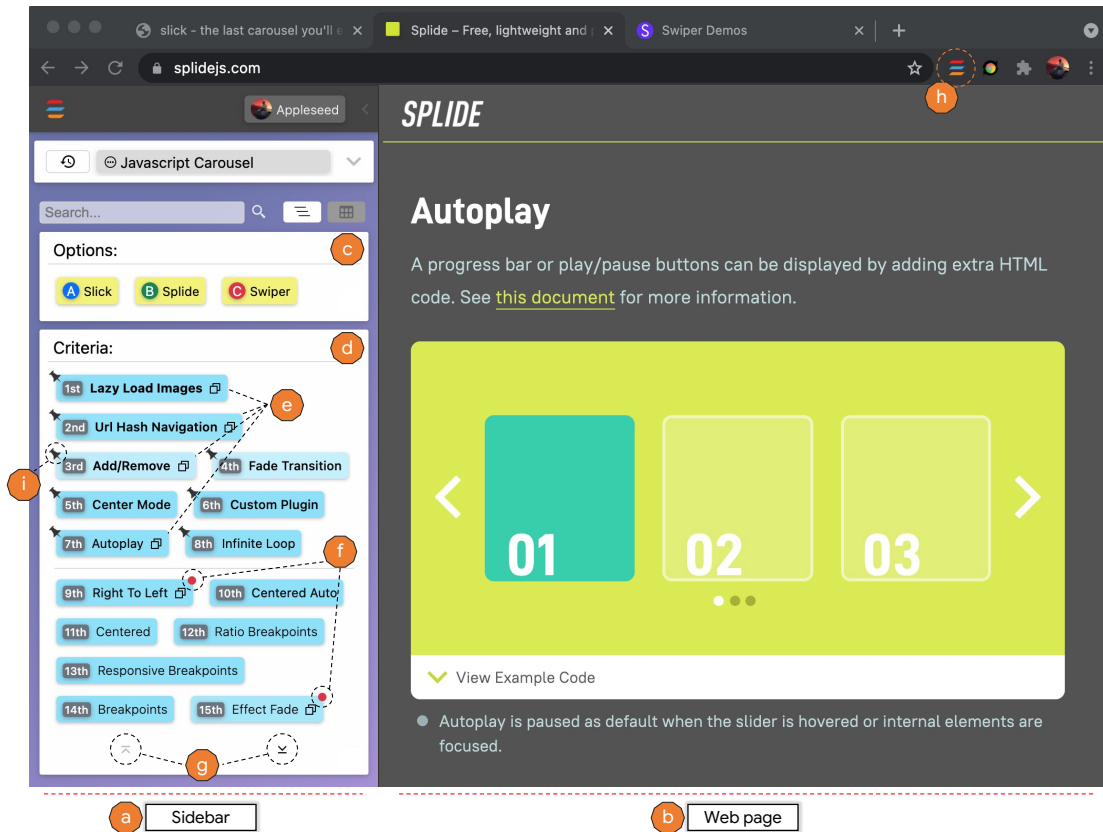 slick - the last carousel you'll e
Splide – Free, lightweight and p
S Swiper Demos
splidejs.com
h
Appleseed
SPLIDE
Javascript Carousel
Search...
Autoplay
Options:
c
A progress bar or play/pause buttons can be displayed by adding extra HTML
code. See this document for more information.
A Slick
B Splide
C Swiper
Criteria:
d
1st Lazy Load Images
e
2nd Url Hash Navigation
3rd Add/Remove
4th Fade Transition
i
5th Center Mode
6th Custom Plugin
7th Autoplay
8th Infinite Loop
f
01
02
03
9th Right To Left
10th Centered Auto
11th Centered
12th Ratio Breakpoints
13th Responsive Breakpoints
View Example Code
14th Breakpoints
15th Effect Fade
Autoplay is paused as default when the slider is hovered or internal elements are
focused.
g
a Sidebar
b Web page